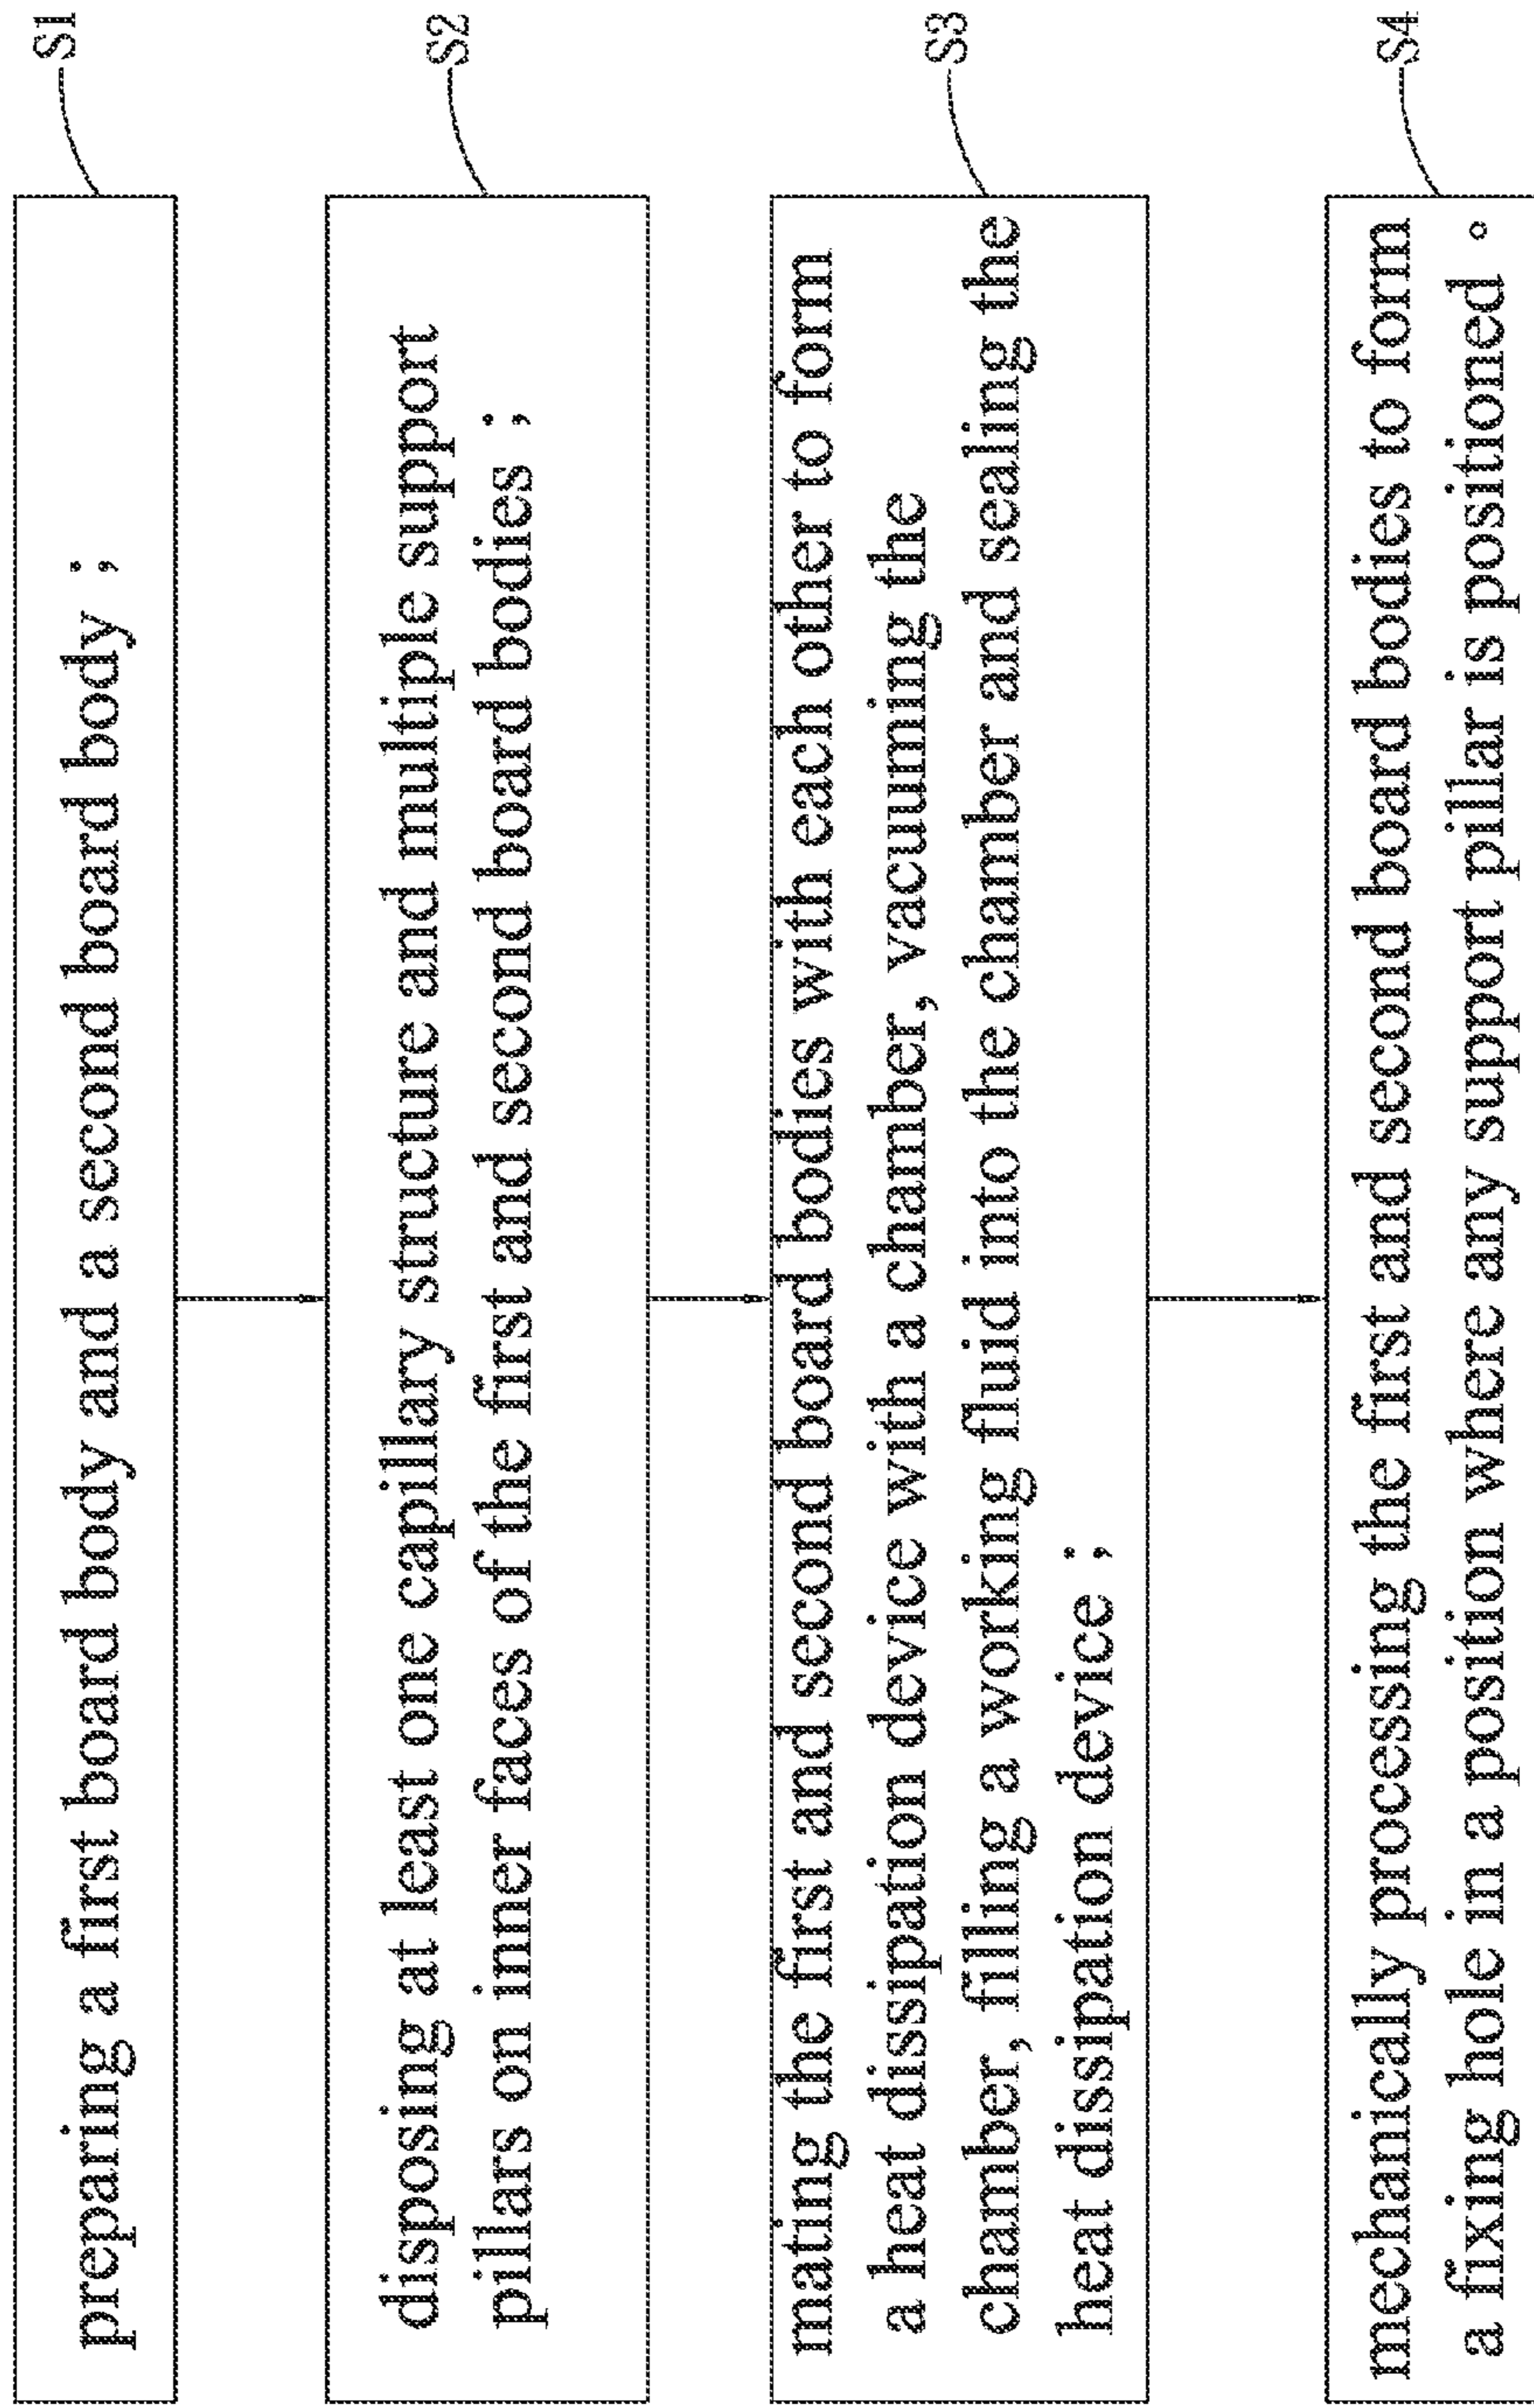 preparing a first board body and a second board body ;
S1
disposing at least one capillary structure and multiple support
pillars on inner faces of the first and second board bodies ;
S2
mating the first and second board bodies with each other to form
a heat dissipation device with a chamber, vacuuming the
chamber, filling a working fluid into the chamber and sealing the
heat dissipation device ;
S3
mechanically processing the first and second board bodies to form
a fixing hole in a position where any support pillar is positioned 。
S4